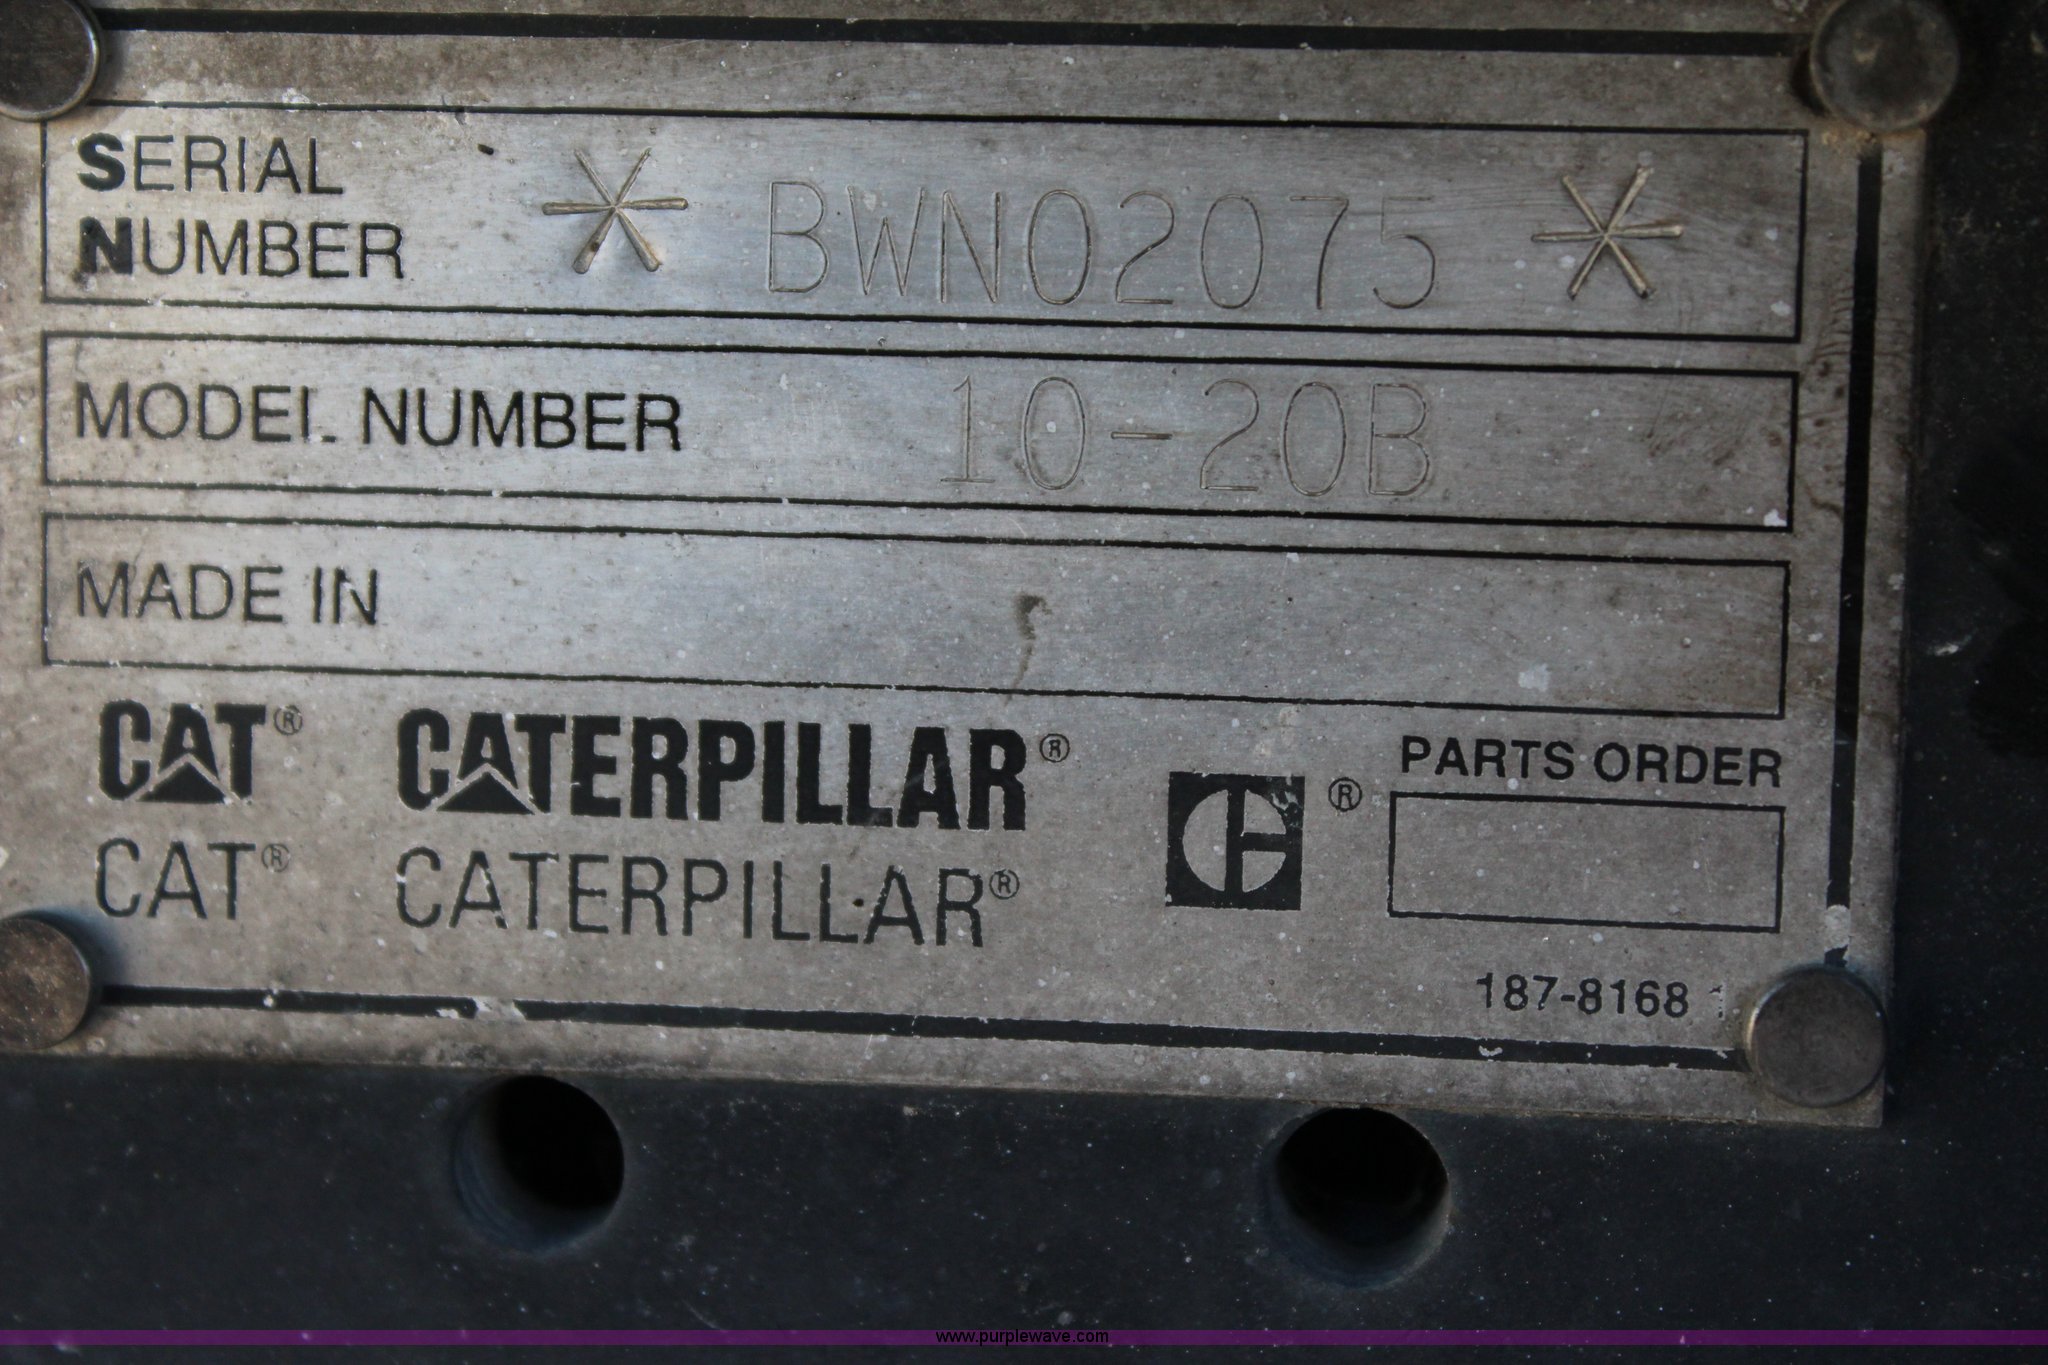 SERIAL
NUMBER
* BWN02075 *
MODEL NUMBER 10-20B
MADE IN
CAT® CATERPILLAR®
CAT® CATERPILLAR®
®
PARTS ORDER
187-8168 1
www.purplewave.com